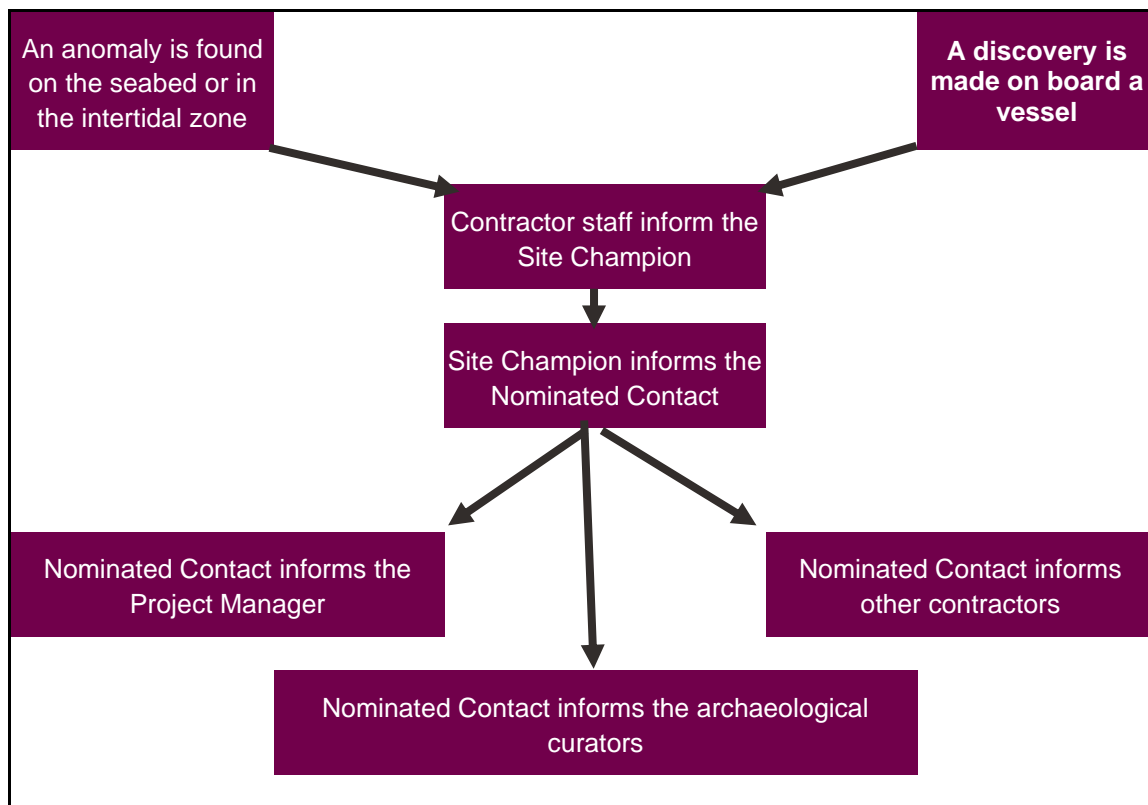 An anomaly is found
on the seabed or in
the intertidal zone
A discovery is
made on board a
vessel
Contractor staff inform the
Site Champion
Site Champion informs the
Nominated Contact
Nominated Contact informs the
Project Manager
Nominated Contact informs
other contractors
Nominated Contact informs the archaeological
curators